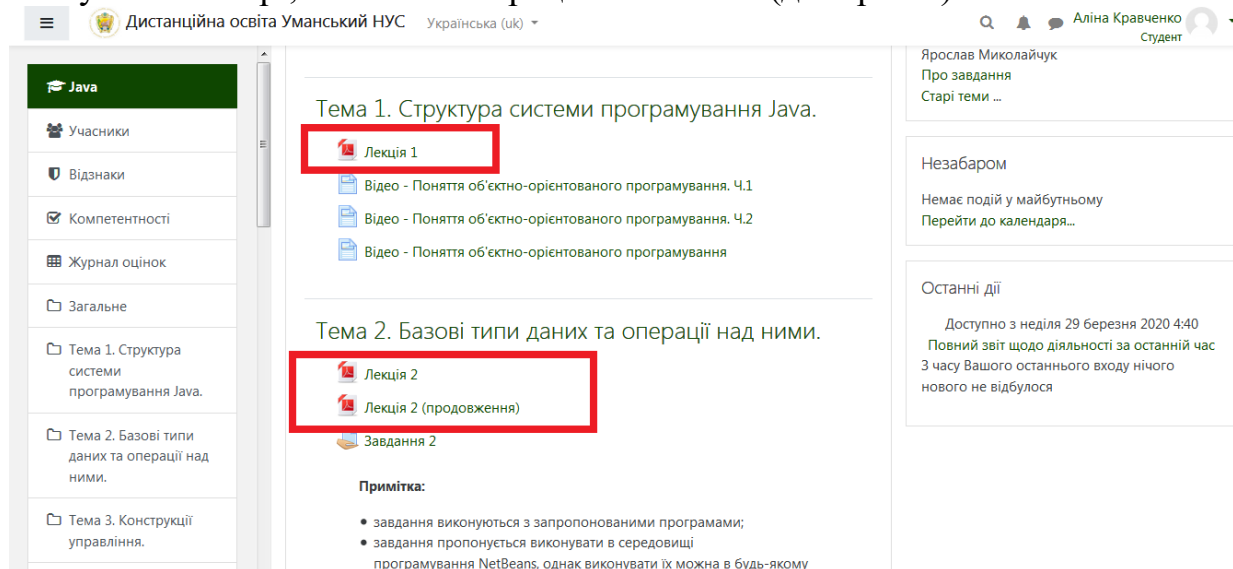 Дистанційна освіта Уманський НУС Українська (uk)
Аліна Кравченко
Студент
Java
Учасники
Відзнаки
Компетентності
Журнал оцінок
Загальне
Тема 1. Структура
системи
програмування Java.
Тема 2. Базові типи
даних та операції над
ними.
Тема 3. Конструкції
управління.
Тема 1. Структура системи програмування Java.
Лекція 1
Відео - Поняття об'єктно-орієнтованого програмування. Ч.1
Відео - Поняття об'єктно-орієнтованого програмування. Ч.2
Відео - Поняття об'єктно-орієнтованого програмування
Тема 2. Базові типи даних та операції над ними.
Лекція 2
Лекція 2 (продовження)
Завдання 2
Примітка:
• завдання виконуються з запропонованими програмами;
• завдання пропонується виконувати в середовищі
програмування NetBeans, однак виконувати їх можна в будь-якому
Ярослав Миколайчук
Про завдання
Старі теми ...
Незабаром
Немає подій у майбутньому
Перейти до календаря...
Останні дії
Доступно з неділя 29 березня 2020 4:40
Повний звіт щодо діяльності за останній час
З часу Вашого останнього входу нічого
нового не відбулося